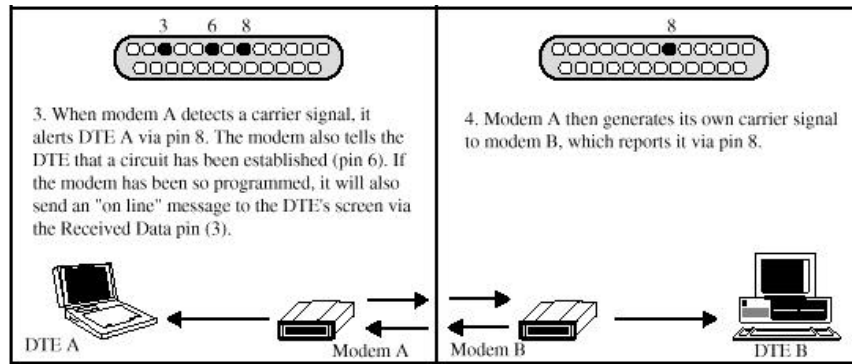 3 6 8
3. When modem A detects a carrier signal, it
alerts DTE A via pin 8. The modem also tells the
DTE that a circuit has been established (pin 6). If
the modem has been so programmed, it will also
send an "on line" message to the DTE's screen via
the Received Data pin (3).
DTE A
Modem A
8
4. Modem A then generates its own carrier signal
to modem B, which reports it via pin 8.
Modem B
DTE B